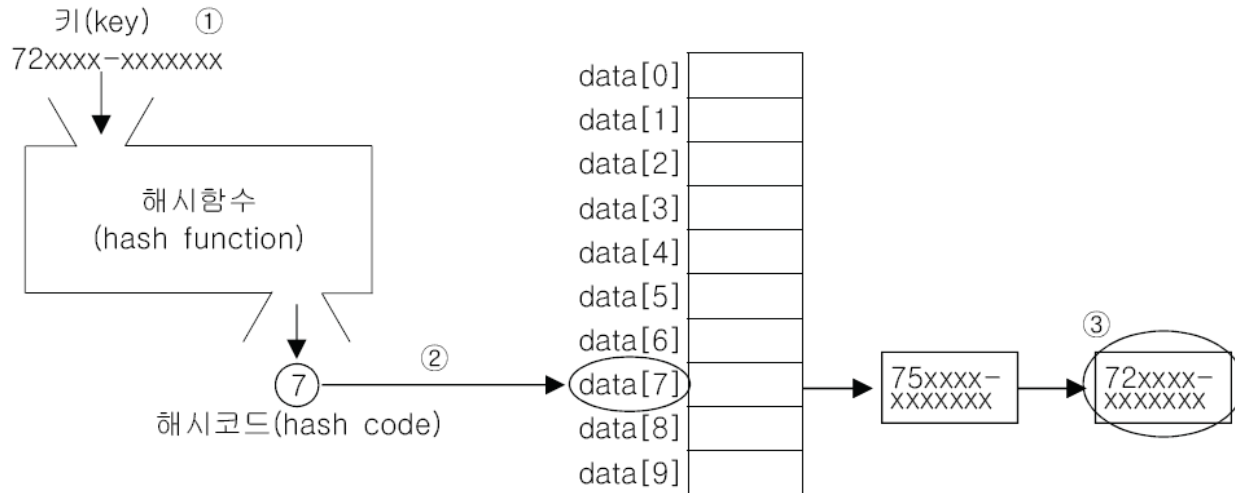 키(key) ①
72xxxx-xxxxxxx
해시함수
(hash function)
7
해시코드(hash code)
②
data[0]
data[1]
data[2]
data[3]
data[4]
data[5]
data[6]
data[7]
data[8]
data[9]
75xxxx-
xxxxxxx
③
72xxxx-
xxxxxxx